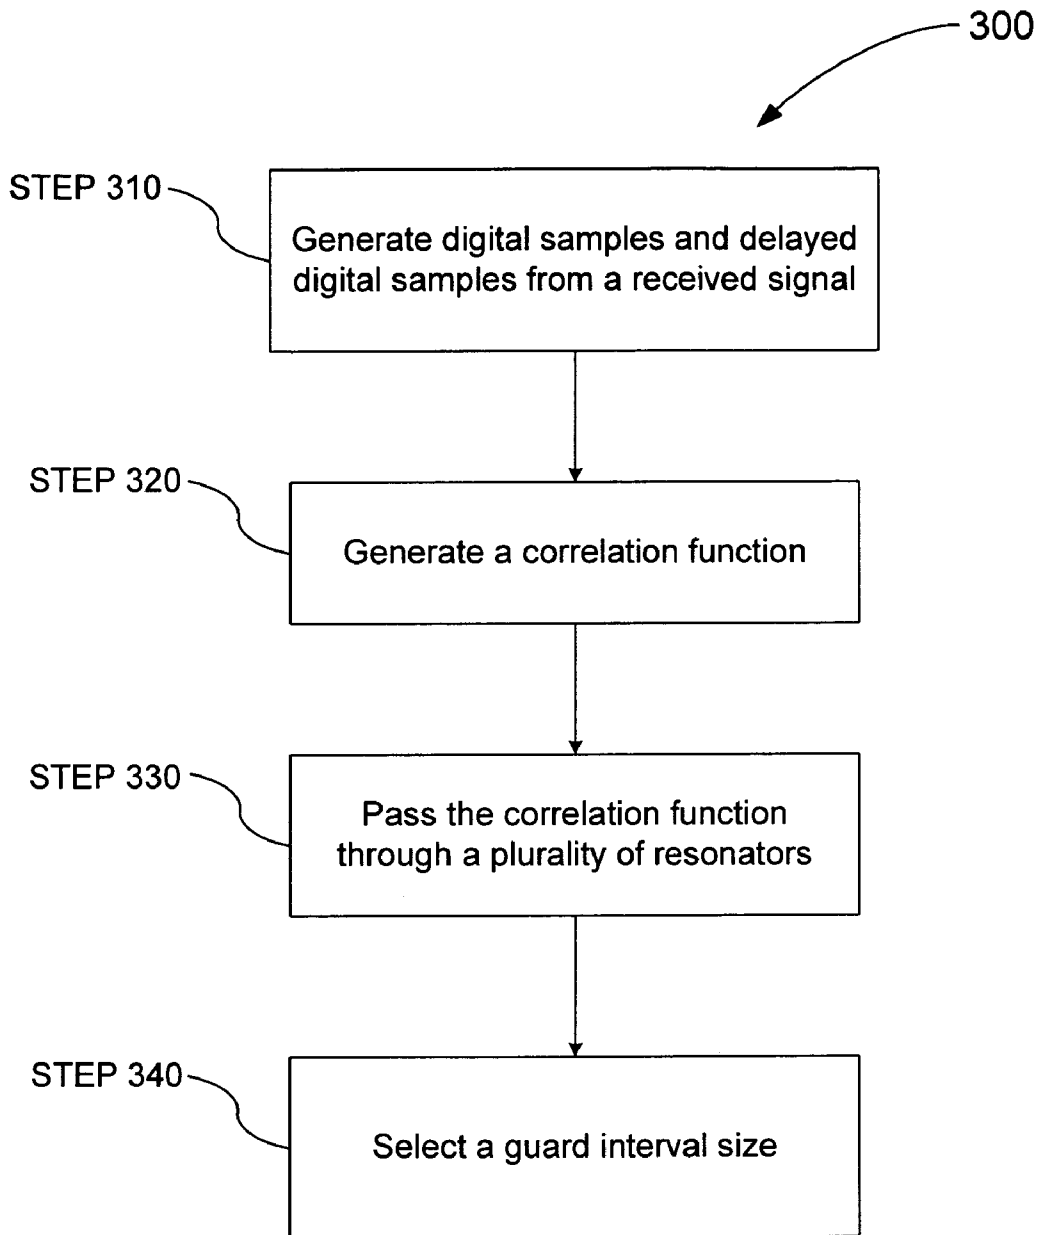 300
STEP 310
Generate digital samples and delayed
digital samples from a received signal
STEP 320
Generate a correlation function
STEP 330
Pass the correlation function
through a plurality of resonators
STEP 340
Select a guard interval size